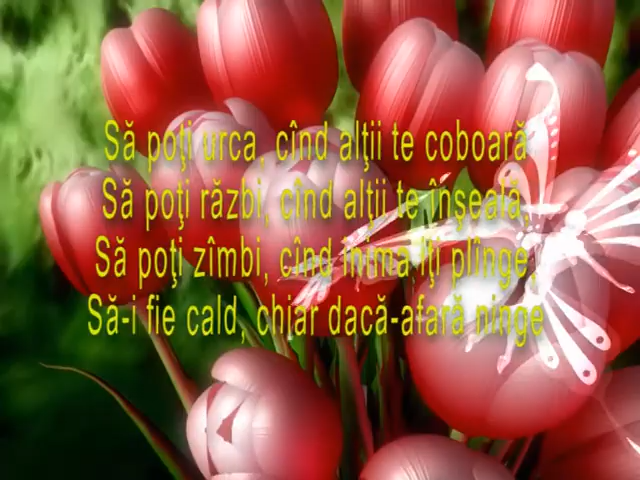 Să poţi urca, cînd alţii te coboară
Să poţi răzbi, cînd alţii te înşeală,
Să poţi zîmbi, cînd inima îţi plînge,
Să-i fie cald, chiar dacă-afară ninge